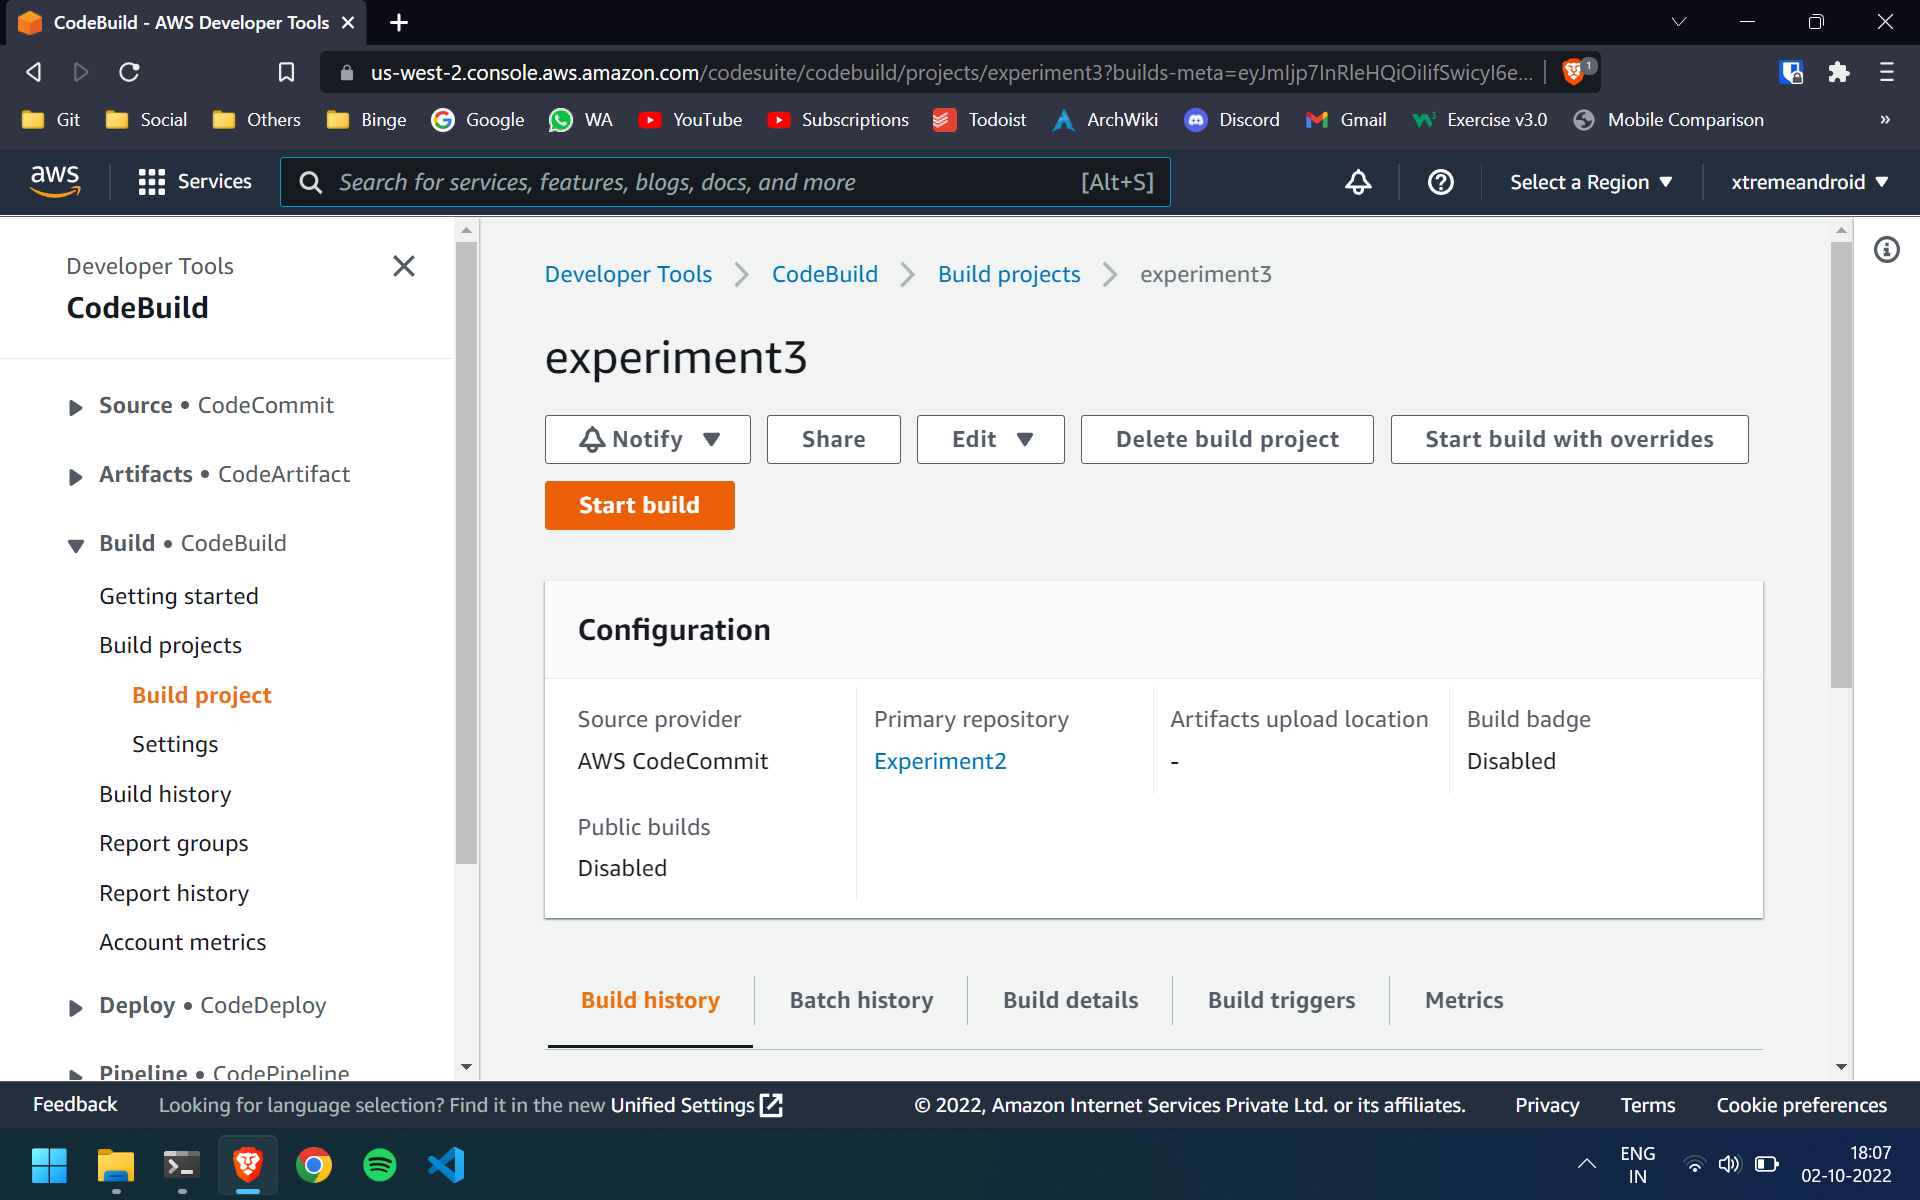 CodeBuild - AWS Developer Tools
us-west-2.console.aws.amazon.com/codesuite/codebuild/projects/experiment3?builds-meta=eyJmIjp7InRleHQiOiIifSwicyI6e... 1
Git Social Others Binge Google WA YouTube Subscriptions Todoist ArchWiki Discord Gmail Exercise v3.0 Mobile Comparison »
aws Services Search for services, features, blogs, docs, and more [Alt+S] Select a Region xtremeandroid
Developer Tools
CodeBuild
Source • CodeCommit
Artifacts • CodeArtifact
Build • CodeBuild
Getting started
Build projects
Build project
Settings
Build history
Report groups
Report history
Account metrics
Deploy • CodeDeploy
Pipeline • CodePipeline
Developer Tools CodeBuild Build projects experiment3
experiment3
Notify Share Edit Delete build project Start build with overrides
Start build
Configuration
Source provider
AWS CodeCommit
Primary repository
Experiment2
Artifacts upload location
-
Build badge
Disabled
Public builds
Disabled
Build history Batch history Build details Build triggers Metrics
Feedback Looking for language selection? Find it in the new Unified Settings © 2022, Amazon Internet Services Private Ltd. or its affiliates. Privacy Terms Cookie preferences
ENG
IN
18:07
02-10-2022